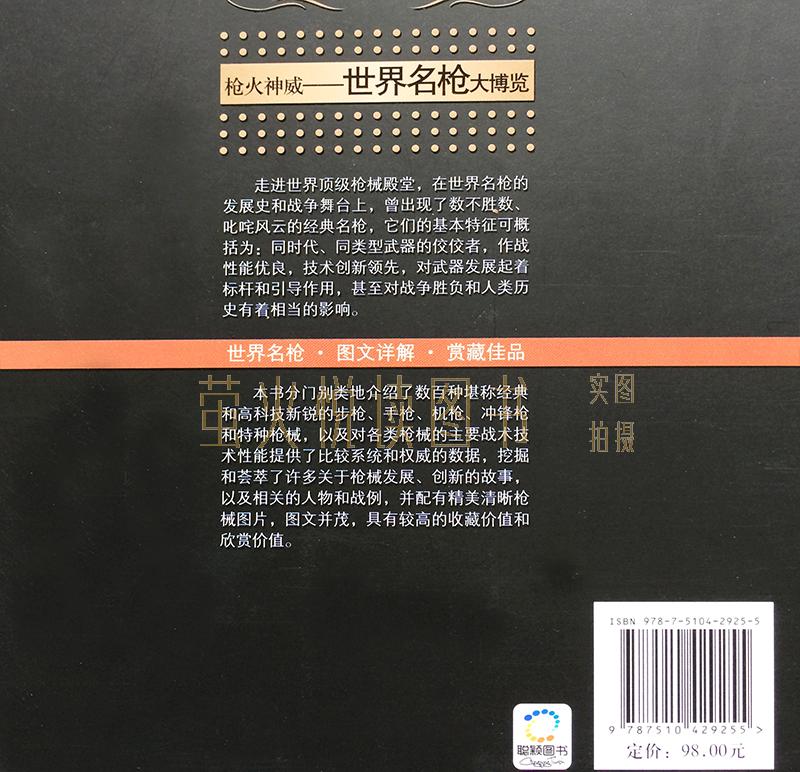 枪火神威——世界名枪大博览
走进世界顶级枪械殿堂，在世界名枪的
发展史和战争舞台上，曾出现了数不胜数、
叱咤风云的经典名枪，它们的基本特征可概
括为：同时代、同类型武器的佼佼者，作战
性能优良，技术创新领先，对武器发展起着
标杆和引导作用，甚至对战争胜负和人类历
史有着相当的影响。
世界名枪 · 图文详解 · 赏藏佳品
本书分门别类地介绍了数百种堪称经典
和高科技新锐的步枪、手枪、机枪、冲锋枪
和特种枪械，以及对各类枪械的主要战术技
术性能提供了比较系统和权威的数据，挖掘
和荟萃了许多关于枪械发展、创新的故事，
以及相关的人物和战例，并配有精美清晰枪
械图片，图文并茂，具有较高的收藏价值和
欣赏价值。
萤火悦读图书
实图
拍摄
ISBN 978-7-5104-2925-5
9 787510 429255 >
定价：98.00元
聪颖图书